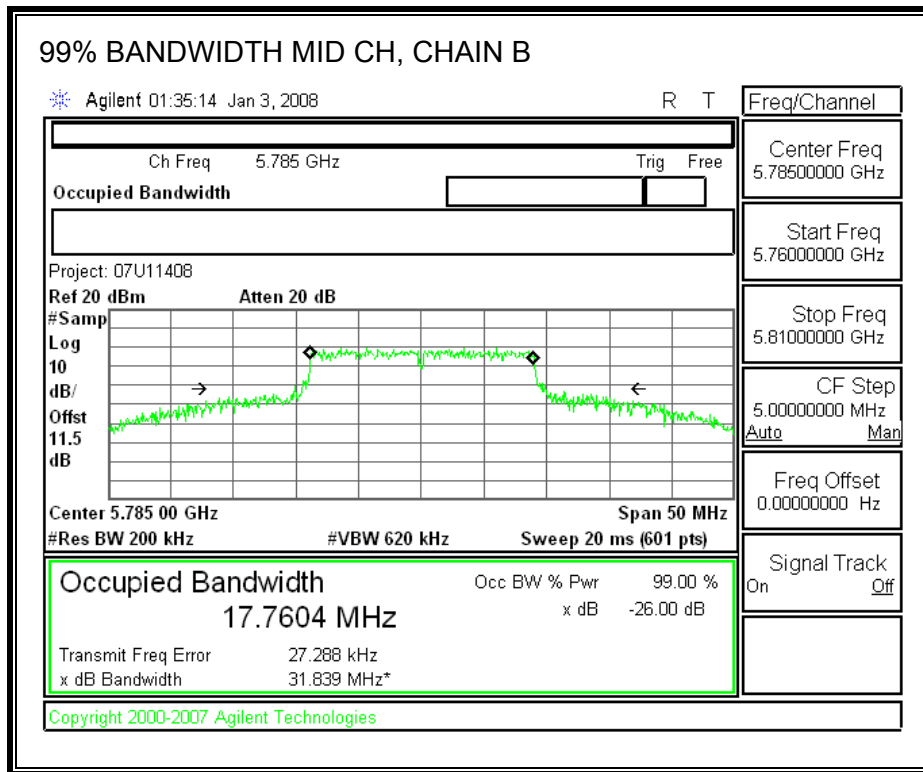 99% BANDWIDTH MID CH, CHAIN B
Agilent 01:35:14 Jan 3, 2008 R T
Ch Freq 5.785 GHz Trig Free
Occupied Bandwidth
Project: 07U11408
Ref 20 dBm Atten 20 dB
#Samp
Log
10
dB/
Offst
11.5
dB
Center 5.785 00 GHz Span 50 MHz
#Res BW 200 kHz #VBW 620 kHz Sweep 20 ms (601 pts)
Occupied Bandwidth Occ BW % Pwr 99.00 %
17.7604 MHz x dB -26.00 dB
Transmit Freq Error 27.288 kHz
x dB Bandwidth 31.839 MHz*
Copyright 2000-2007 Agilent Technologies
Freq/Channel
Center Freq
5.78500000 GHz
Start Freq
5.76000000 GHz
Stop Freq
5.81000000 GHz
CF Step
5.00000000 MHz
Auto Man
Freq Offset
0.00000000 Hz
Signal Track
On Off